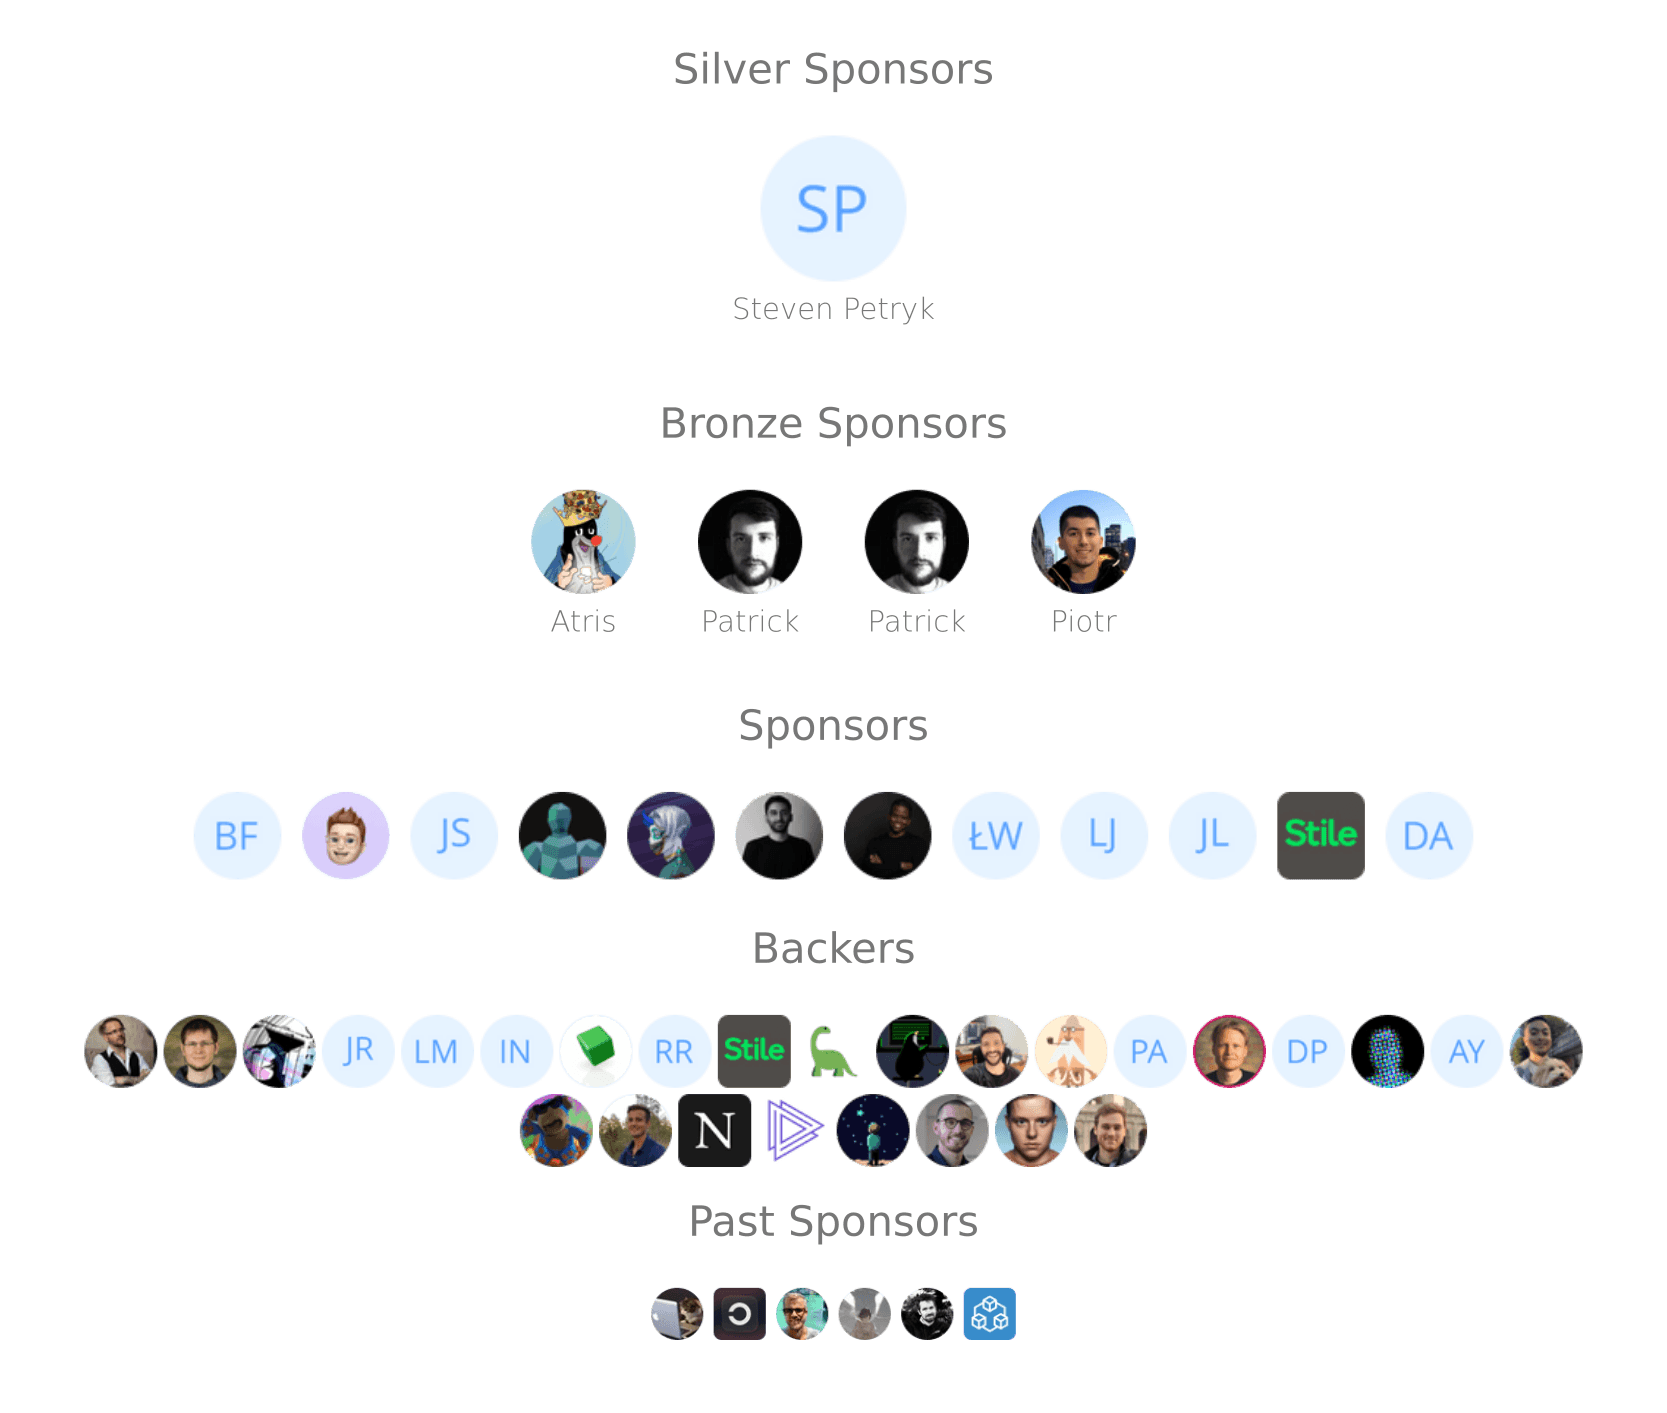 Silver Sponsors
SP
Steven Petryk
Bronze Sponsors
Atris Patrick Patrick Piotr
Sponsors
BF JS ŁW LJ JL Stile DA
Backers
JR LM IN RR Stile PA DP AY
N
Past Sponsors